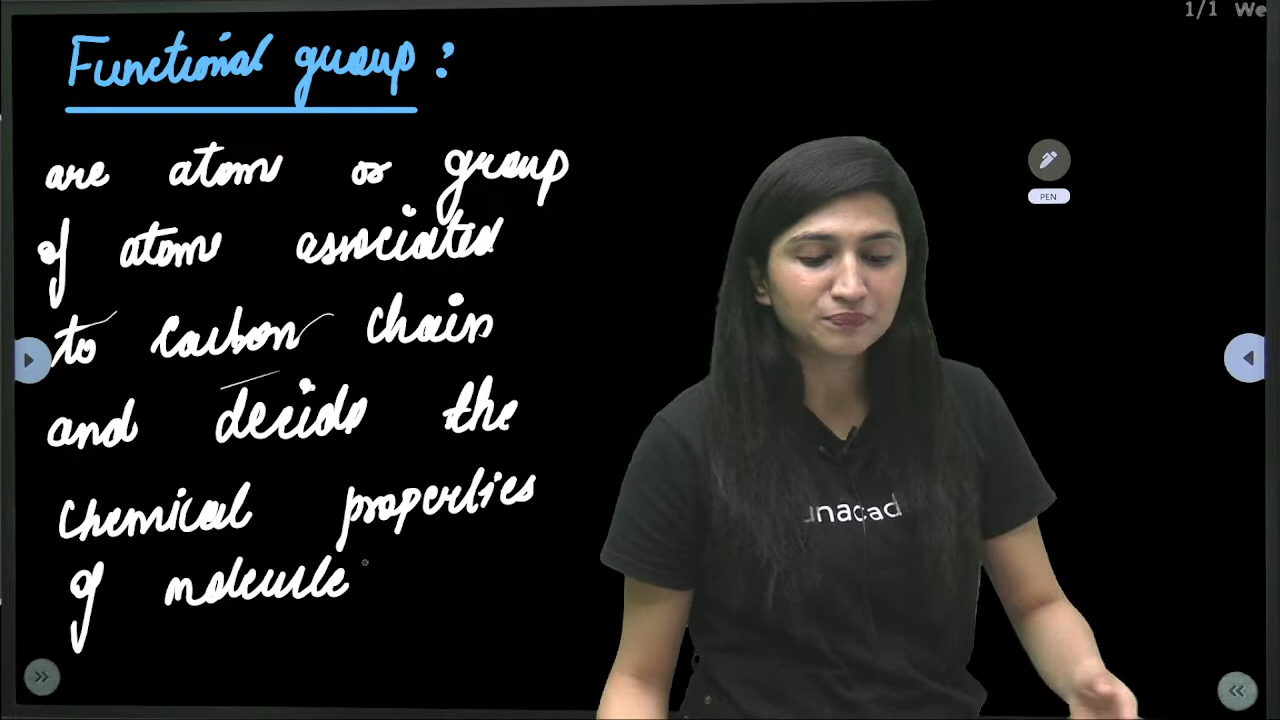 1/1 We
Functional group :
are atom or group
of atom associated
to carbon chain
and decide the
chemical properties
of molecule
PEN
unacad